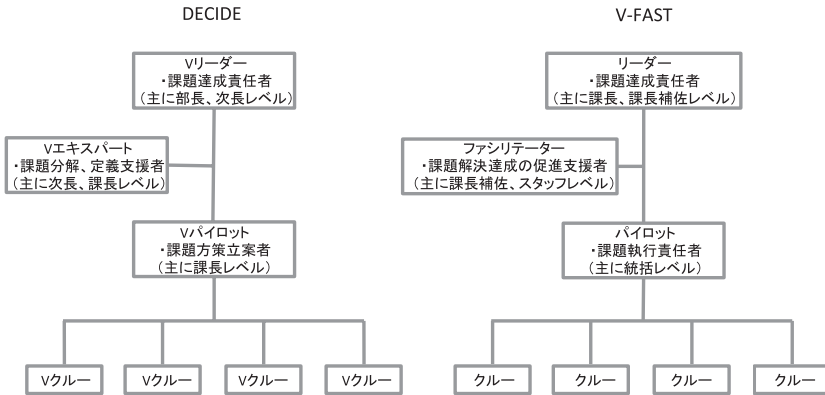 DECIDE
Vリーダー
・課題達成責任者
（主に部長、次長レベル）
Vエキスパート
・課題分解、定義支援者
（主に次長、課長レベル）
Vパイロット
・課題方策立案者
（主に課長レベル）
Vクルー
Vクルー
Vクルー
Vクルー
V-FAST
リーダー
・課題達成責任者
（主に課長、課長補佐レベル）
ファシリテーター
・課題解決達成の促進支援者
（主に課長補佐、スタッフレベル）
パイロット
・課題執行責任者
（主に統括レベル）
クルー
クルー
クルー
クルー